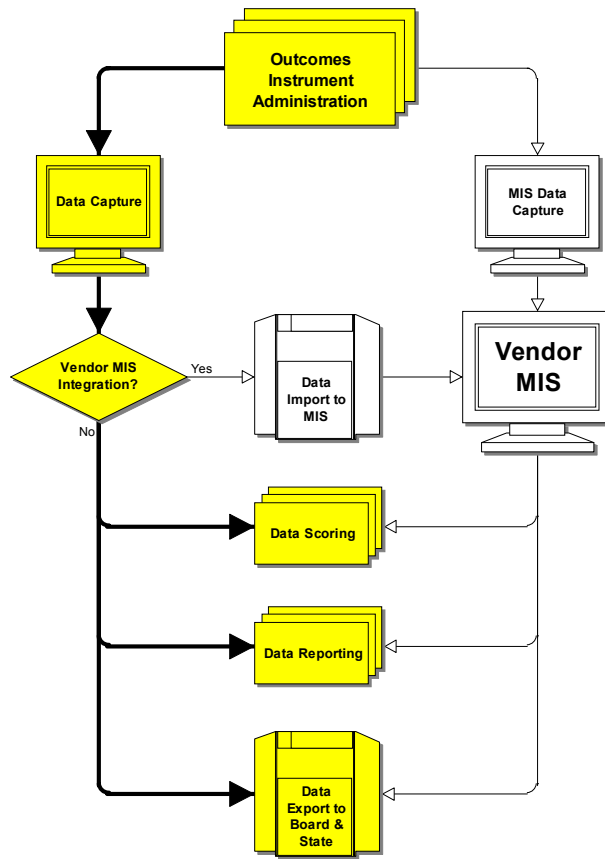 Outcomes
Instrument
Administration
Data Capture
MIS Data
Capture
Vendor MIS
Integration?
Yes
No
Data
Import to
MIS
Vendor
MIS
Data Scoring
Data Reporting
Data
Export to
Board &
State